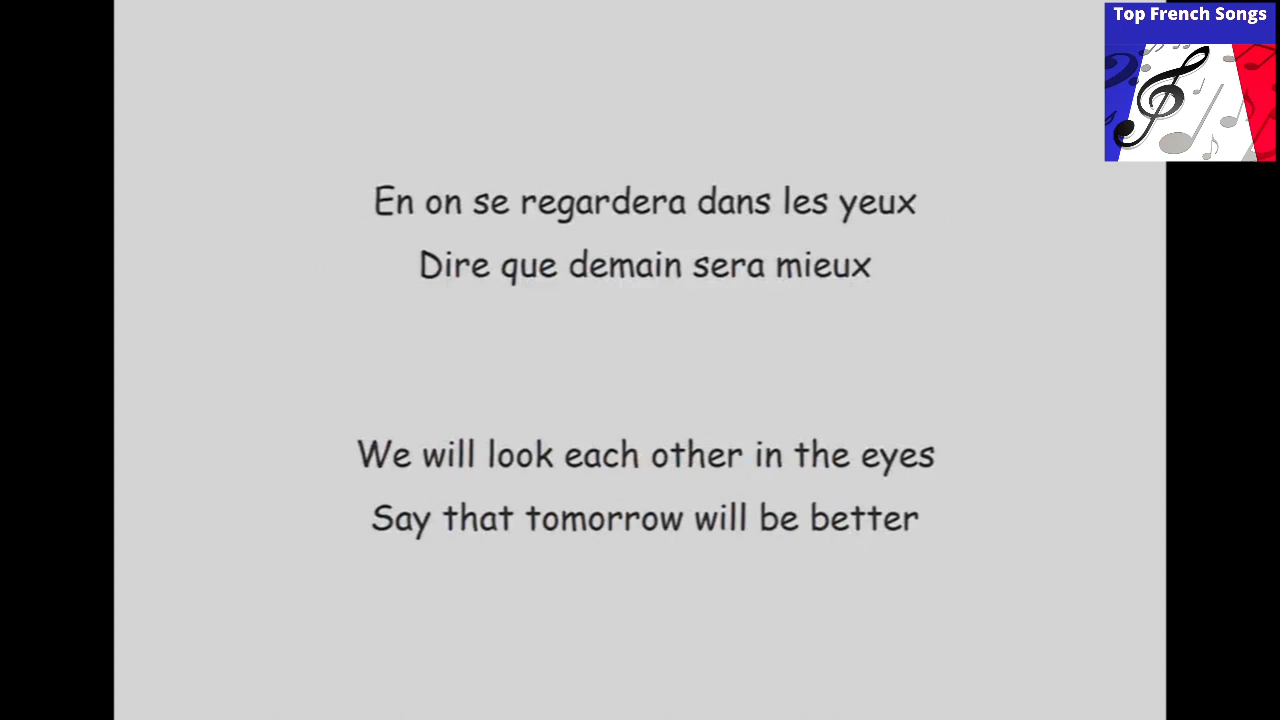 Top French Songs
En on se regardera dans les yeux
Dire que demain sera mieux
We will look each other in the eyes
Say that tomorrow will be better